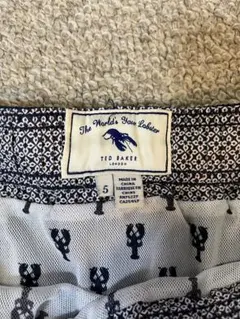 The World's Your Lobster
TED BAKER
LONDON
5
MADE IN
CHINA